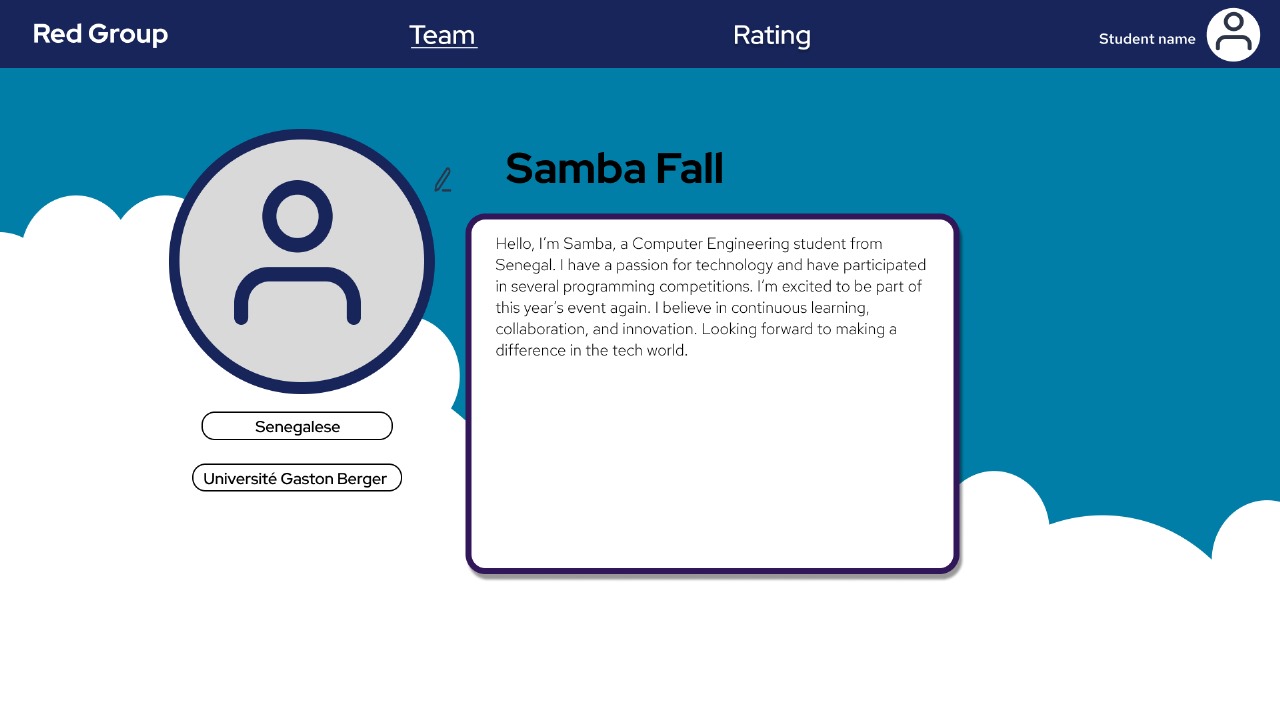 Red Group
Team
Rating
Student name
Samba Fall
Hello, I’m Samba, a Computer Engineering student from
Senegal. I have a passion for technology and have participated
in several programming competitions. I’m excited to be part of
this year’s event again. I believe in continuous learning,
collaboration, and innovation. Looking forward to making a
difference in the tech world.
Senegalese
Université Gaston Berger